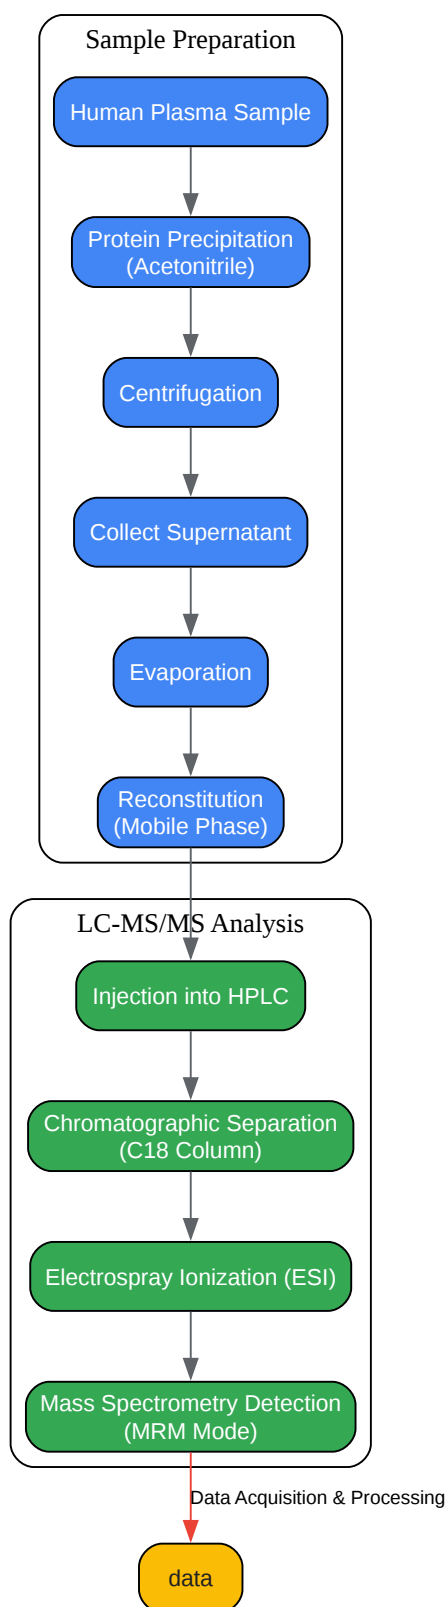 Sample Preparation
Human Plasma Sample
Protein Precipitation
(Acetonitrile)
Centrifugation
Collect Supernatant
Evaporation
Reconstitution
(Mobile Phase)
LC-MS/MS Analysis
Injection into HPLC
Chromatographic Separation
(C18 Column)
Electrospray Ionization (ESI)
Mass Spectrometry Detection
(MRM Mode)
Data Acquisition & Processing
data